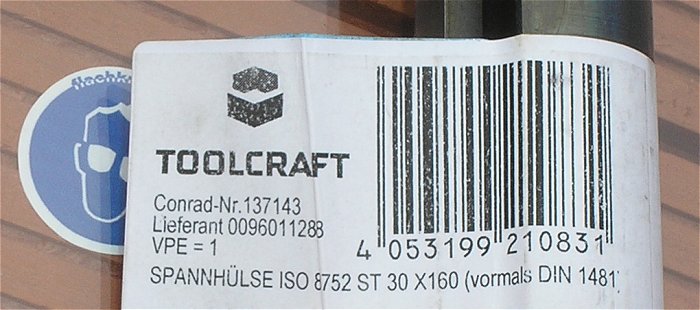 TOOLCRAFT
Conrad-Nr.137143
Lieferant 0096011288
VPE = 1
4 053199 210831
SPANNHÜLSE ISO 8752 ST 30 X160 (vormals DIN 1481)